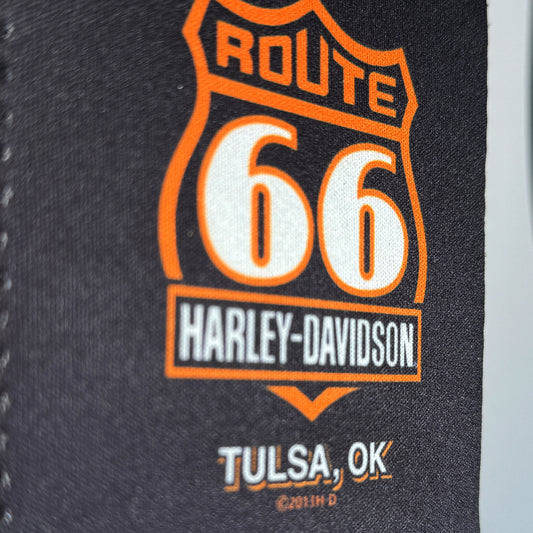 ROUTE
66
HARLEY-DAVIDSON
TULSA, OK
©2013H-D